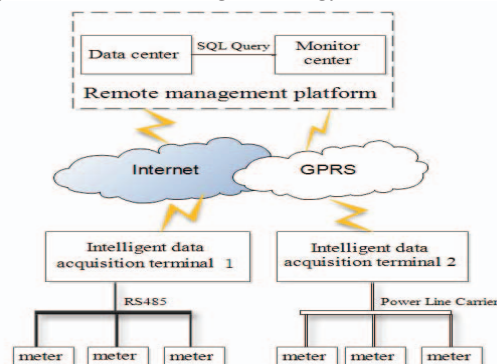 SQL Query
Data center
Monitor
center
Remote management platform
Internet
GPRS
Intelligent data
acquisition terminal 1
Intelligent data
acquisition terminal 2
RS485
Power Line Carrier
meter meter meter
meter meter meter